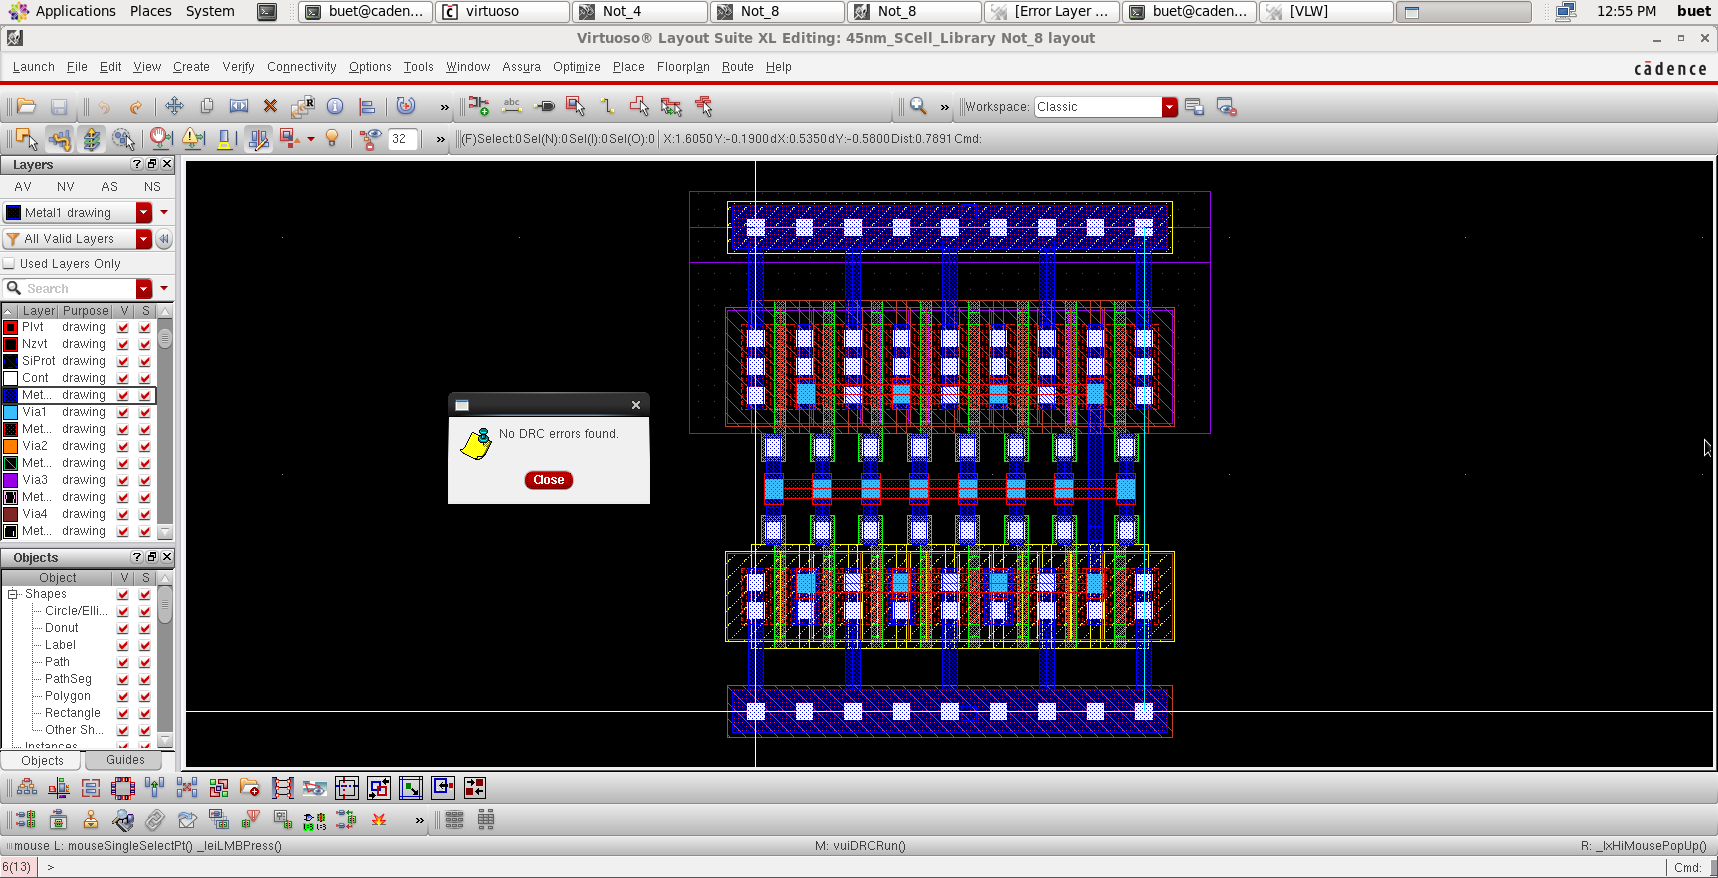 Applications Places System buet@caden... virtuoso Not_4 Not_8 Not_8 [Error Layer ... buet@caden... [VLW] 12:55 PM buet
Virtuoso® Layout Suite XL Editing: 45nm_SCell_Library Not_8 layout
Launch File Edit View Create Verify Connectivity Options Tools Window Assura Optimize Place Floorplan Route Help cādence
» » Workspace: Classic
32 » (F)Select:0 Sel(N):0 Sel(I):0 Sel(O):0 X:1.6050 Y:-0.1900 dX:0.5350 dY:-0.5800 Dist:0.7891 Cmd:
Layers
AV NV AS NS
Metal1 drawing
All Valid Layers
Used Layers Only
Search
Layer Purpose V S
Plvt drawing
Nzvt drawing
SiProt drawing
Cont drawing
Met... drawing
Via1 drawing
Met... drawing
Via2 drawing
Met... drawing
Via3 drawing
Met... drawing
Via4 drawing
Met... drawing
No DRC errors found.
Close
Objects
Object V S
Shapes
Circle/Elli...
Donut
Label
Path
PathSeg
Polygon
Rectangle
Other Sh...
Instances
Objects Guides
»
mouse L: mouseSingleSelectPt() _leiLMBPress() M: vuiDRCRun() R: _lxHiMousePopUp()
6(13) > Cmd: